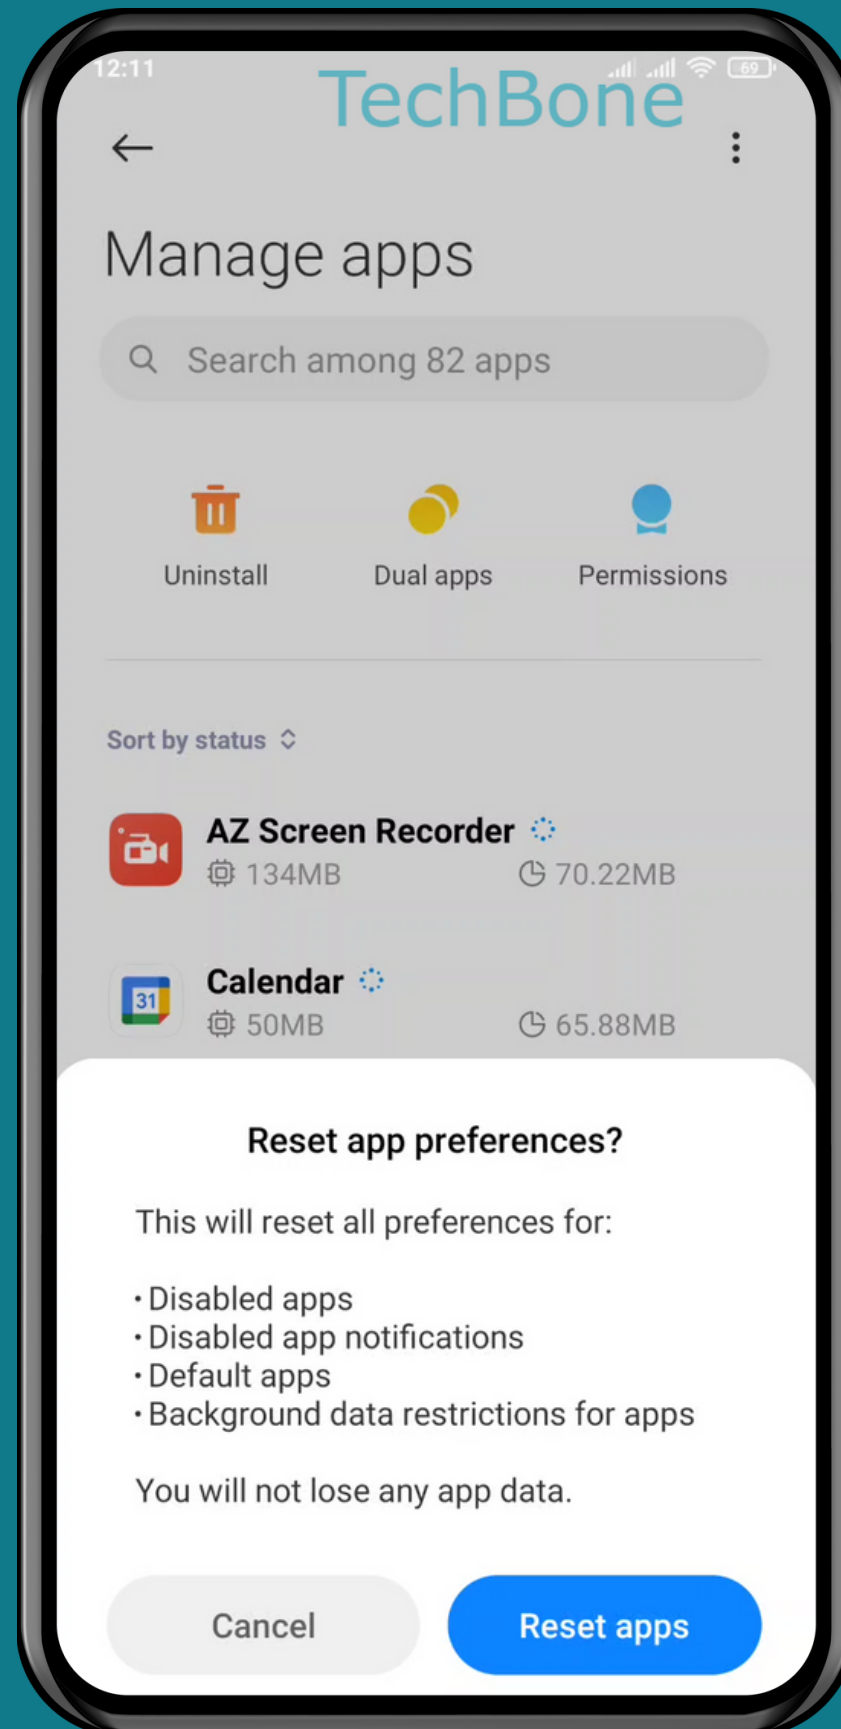 12:11
TechBone
69
Manage apps
Search among 82 apps
Uninstall
Dual apps
Permissions
Sort by status
AZ Screen Recorder
134MB
70.22MB
31
Calendar
50MB
65.88MB
Reset app preferences?
This will reset all preferences for:
· Disabled apps
· Disabled app notifications
· Default apps
· Background data restrictions for apps
You will not lose any app data.
Cancel
Reset apps